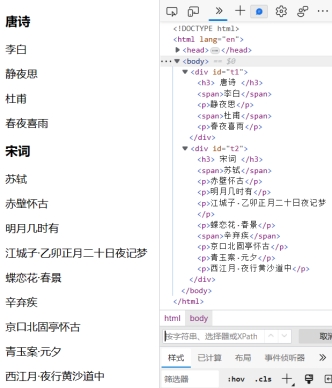 唐诗
李白
静夜思
杜甫
春夜喜雨
宋词
苏轼
赤壁怀古
明月几时有
江城子·乙卯正月二十日夜记梦
蝶恋花·春景
辛弃疾
京口北固亭怀古
青玉案·元夕
西江月·夜行黄沙道中
<!DOCTYPE html>
<html lang="en">
<head>…</head>
<body> == $0
<div id="t1">
<h3> 唐诗 </h3>
<span>李白</span>
<p>静夜思</p>
<span>杜甫</span>
<p>春夜喜雨</p>
</div>
<div id="t2">
<h3> 宋词 </h3>
<span>苏轼</span>
<p>赤壁怀古</p>
<p>明月几时有</p>
<p>江城子·乙卯正月二十日夜记梦
</p>
<p>蝶恋花·春景</p>
<span>辛弃疾</span>
<p>京口北固亭怀古</p>
<p>青玉案·元夕</p>
<p>西江月·夜行黄沙道中</p>
</div>
</body>
</html>
html body
按字符串、选择器或XPath 取消
样式 已计算 布局 事件侦听器
筛选器 :hov .cls